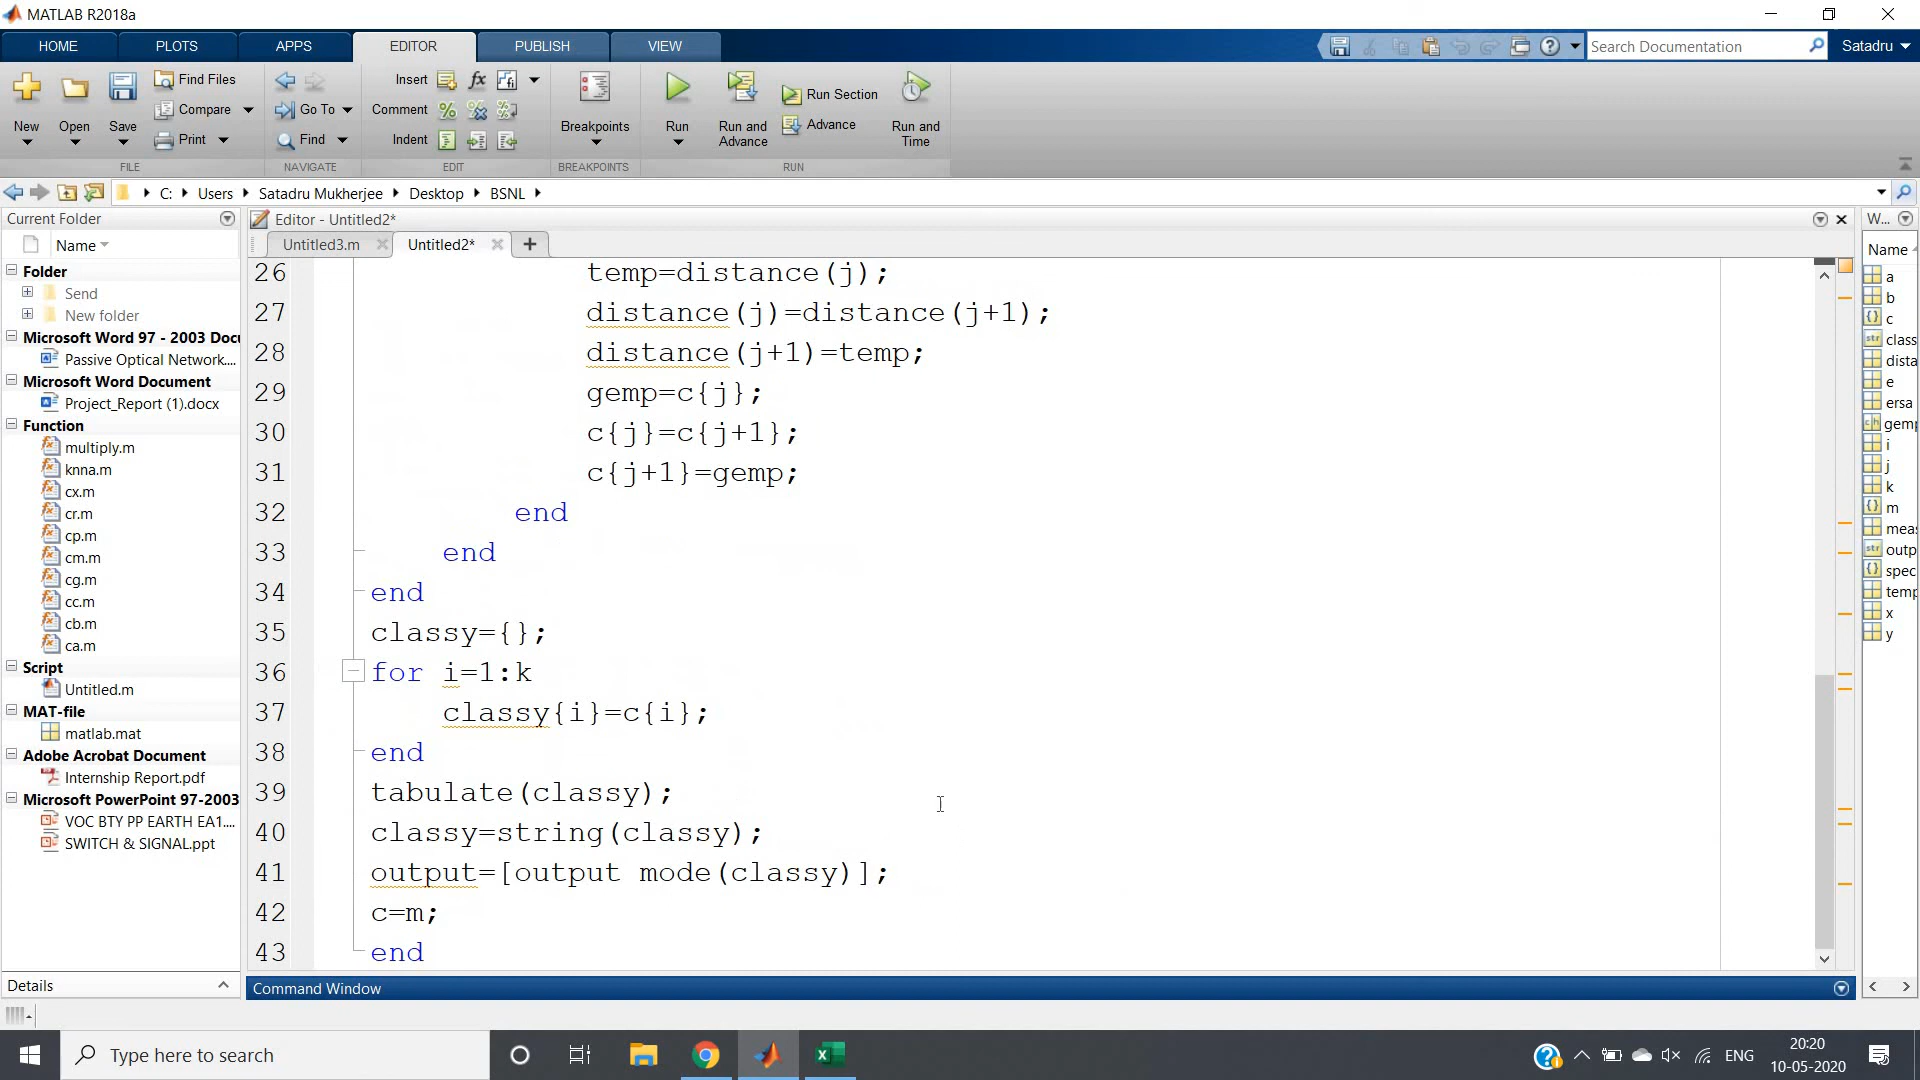 MATLAB R2018a
HOME PLOTS APPS EDITOR PUBLISH VIEW
Search Documentation
Satadru
New
Open
Save
Find Files
Compare
Print
FILE
Go To
Find
NAVIGATE
Insert
Comment
Indent
EDIT
Breakpoints
BREAKPOINTS
Run
Run and Advance
Run Section
Advance
Run and Time
RUN
C: Users Satadru Mukherjee Desktop BSNL
Current Folder
Name
Folder
Send
New folder
Microsoft Word 97 - 2003 Docu
Passive Optical Network....
Microsoft Word Document
Project_Report (1).docx
Function
multiply.m
knna.m
cx.m
cr.m
cp.m
cm.m
cg.m
cc.m
cb.m
ca.m
Script
Untitled.m
MAT-file
matlab.mat
Adobe Acrobat Document
Internship Report.pdf
Microsoft PowerPoint 97-2003
VOC BTY PP EARTH EA1....
SWITCH & SIGNAL.ppt
Details
Editor - Untitled2*
Untitled3.m
Untitled2*
26 temp=distance(j);
27 distance(j)=distance(j+1);
28 distance(j+1)=temp;
29 gemp=c{j};
30 c{j}=c{j+1};
31 c{j+1}=gemp;
32 end
33 end
34 end
35 classy={};
36 for i=1:k
37 classy{i}=c{i};
38 end
39 tabulate(classy);
40 classy=string(classy);
41 output=[output mode(classy)];
42 c=m;
43 end
Command Window
W...
Name
a
b
c
class
dista
e
ersa
gemp
i
j
k
m
meas
outp
spec
temp
x
y
Type here to search
ENG
20:20
10-05-2020